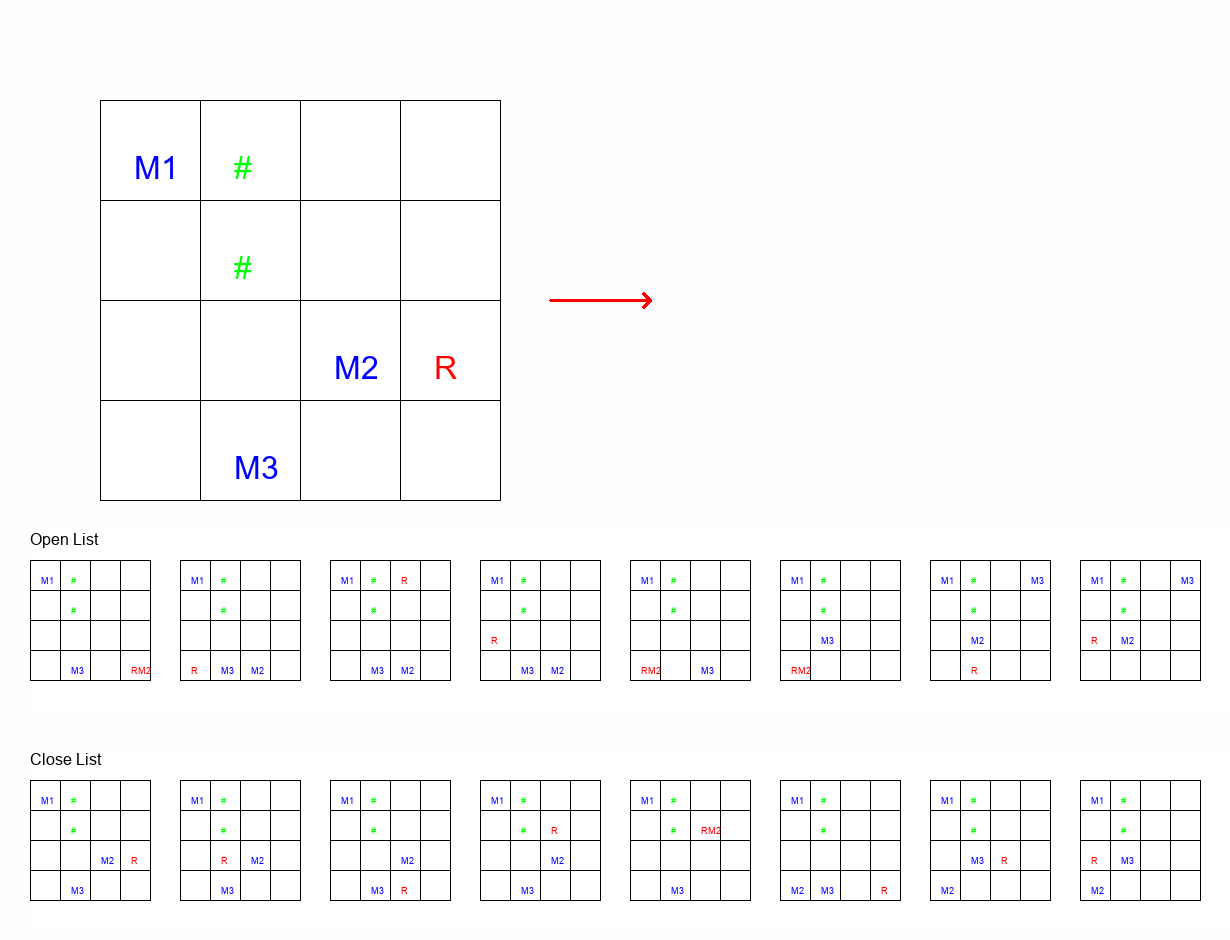 M1 #
#
M2 R
M3
Open List
M1 # M1 # M1 # R M1 # M1 # M1 # M1 # M3 M1 # M3
# # # # # # # #
R M3 M2 R M2
M3 RM2 R M3 M2 M3 M2 M3 M2 RM2 M3 RM2 R
Close List
M1 # M1 # M1 # M1 # M1 # M1 # M1 # M1 #
# # # # R # RM2 # # #
M2 R R M2 M2 M2 M3 R R M3
M3 M3 M3 R M3 M3 M2 M3 R M2 M2